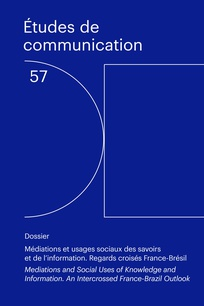 Études de
communication
57
Dossier
Médiations et usages sociaux des savoirs
et de l'information. Regards croisés France-Brésil
Mediations and Social Uses of Knowledge and
Information. An Intercrossed France-Brazil Outlook